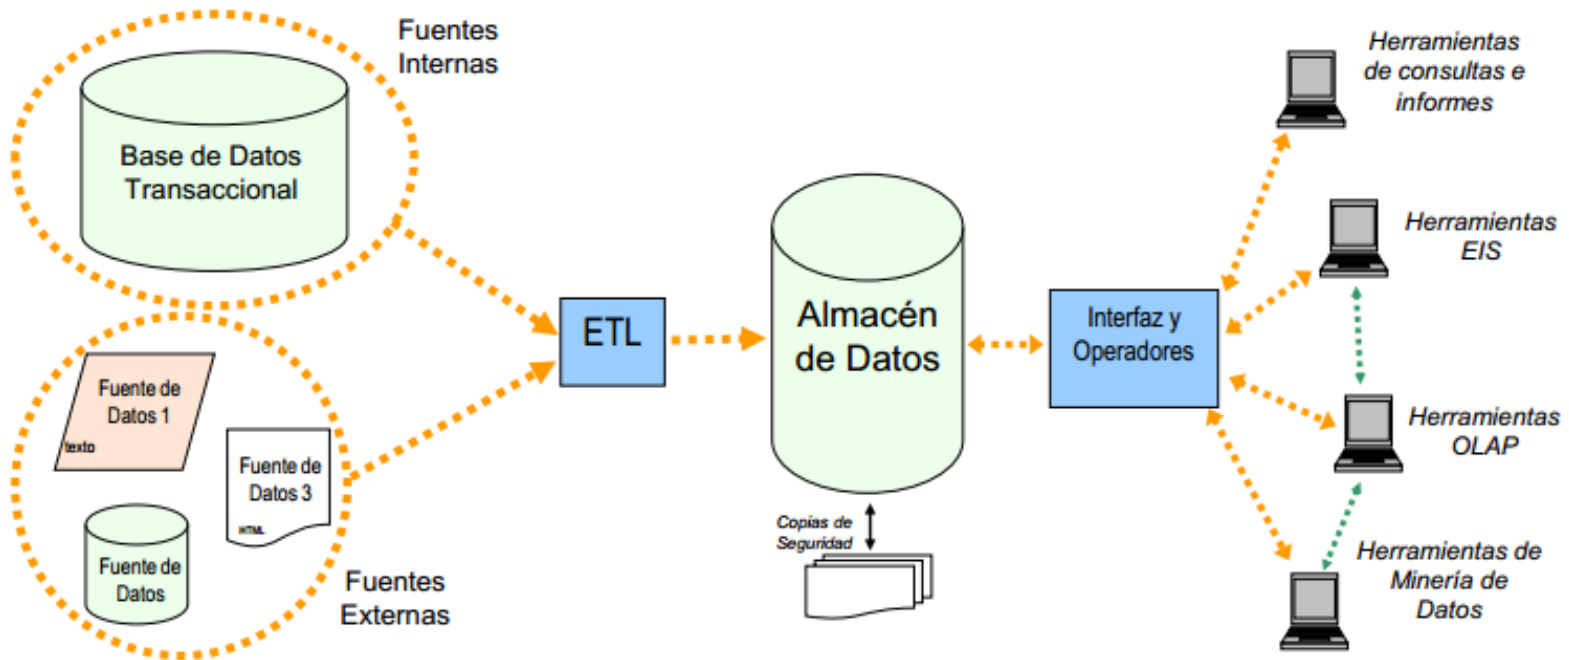 Fuentes
Internas
Base de Datos
Transaccional
Fuente de
Datos 1
texto
Fuente de
Datos 3
HTML
Fuente de
Datos
Fuentes
Externas
ETL
Almacén
de Datos
Copias de
Seguridad
Interfaz y
Operadores
Herramientas
de consultas e
informes
Herramientas
EIS
Herramientas
OLAP
Herramientas de
Minería de
Datos